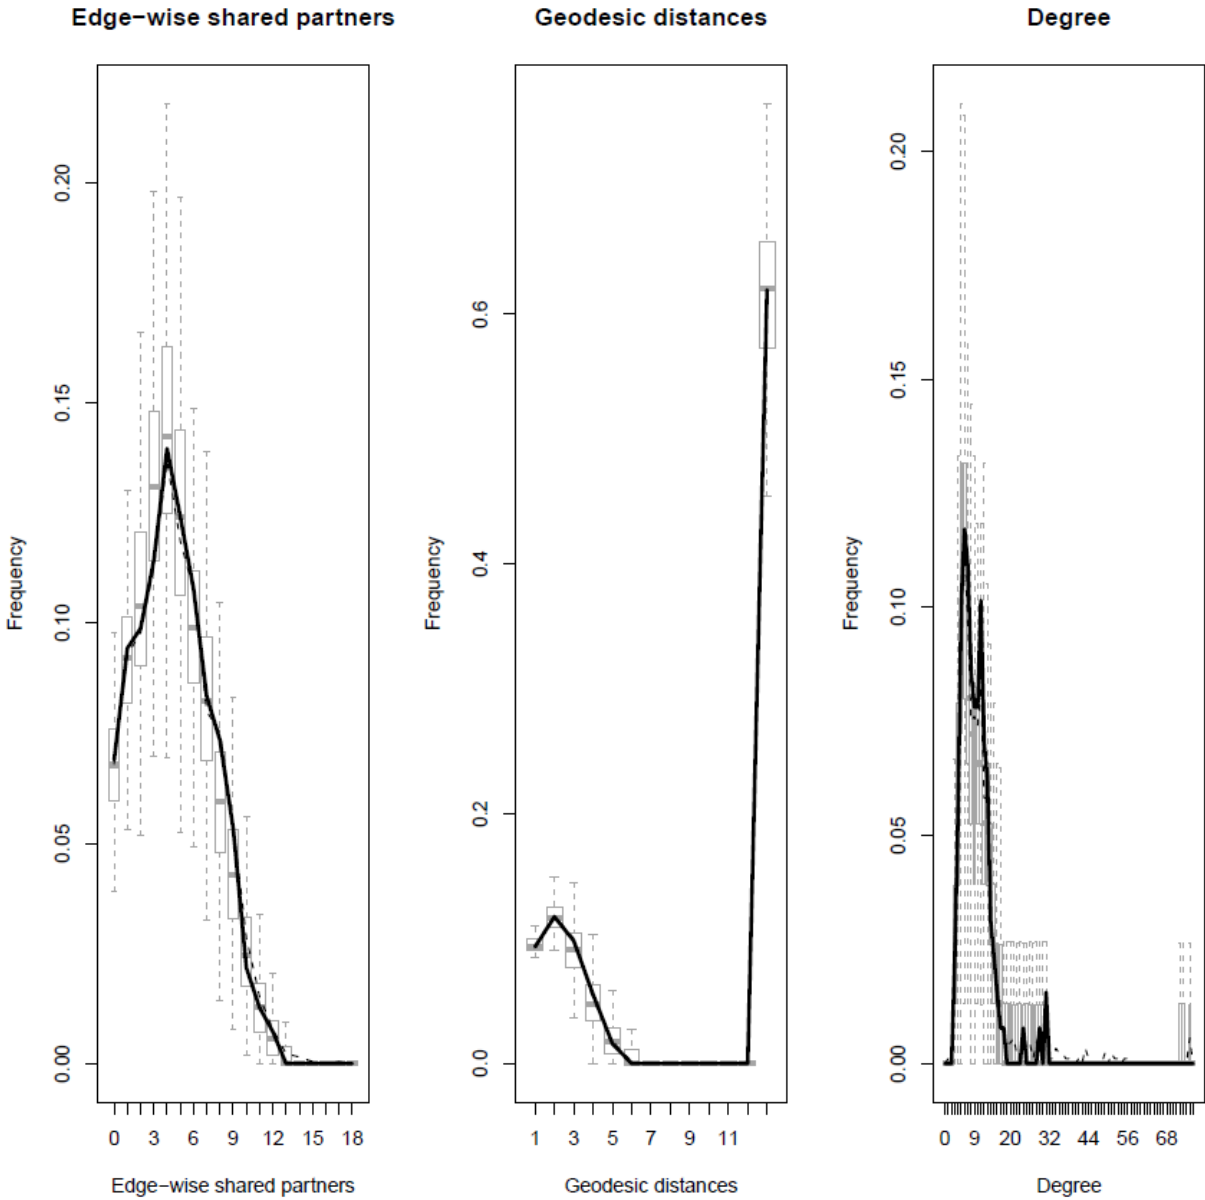 Edge−wise shared partners
Geodesic distances
Degree
Frequency
0.00
0.05
0.10
0.15
0.20
0 3 6 9 12 15 18
Edge−wise shared partners
Frequency
0.0
0.2
0.4
0.6
1 3 5 7 9 11
Geodesic distances
Frequency
0.00
0.05
0.10
0.15
0.20
0 9 20 32 44 56 68
Degree